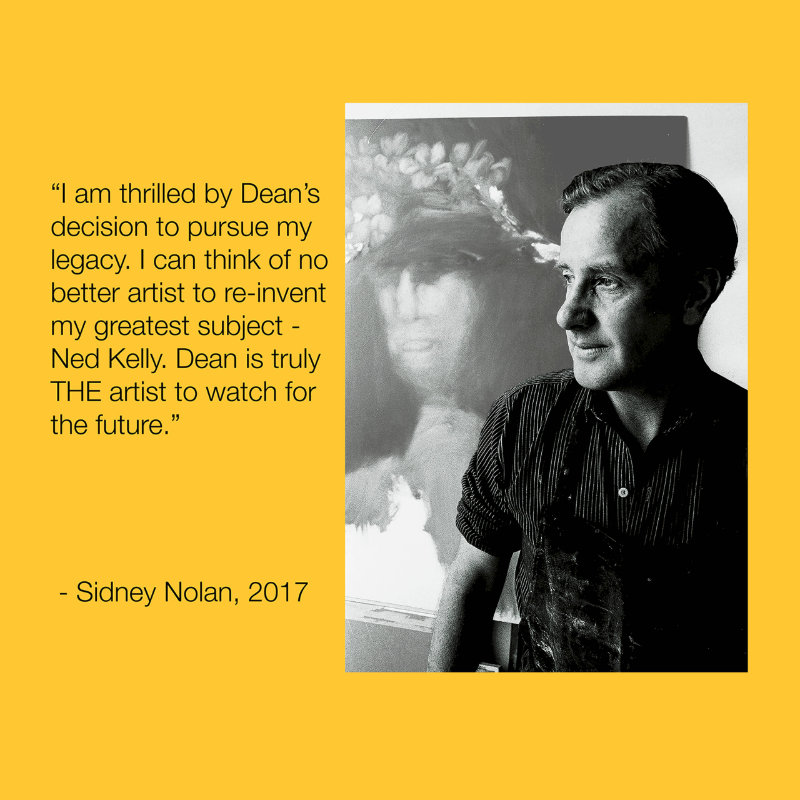 “I am thrilled by Dean’s
decision to pursue my
legacy. I can think of no
better artist to re-invent
my greatest subject -
Ned Kelly. Dean is truly
THE artist to watch for
the future.”
- Sidney Nolan, 2017